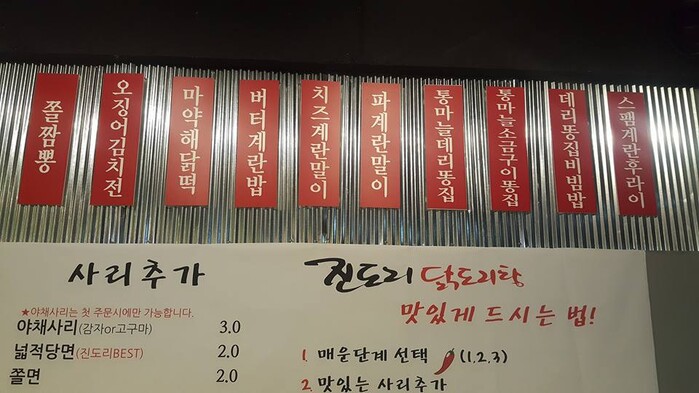 쫄짬뽕
오징어김치전
마약해닭떡
버터계란밥
치즈계란말이
파계란말이
통마늘데리똥집
통마늘소금구이똥집
데리똥집비빔밥
스팸계란후라이
사리추가
★야채사리는 첫 주문시에만 가능합니다.
야채사리(감자or고구마) 3.0
넓적당면(진도리BEST) 2.0
쫄면 2.0
진도리 닭도리탕
맛있게 드시는 법!
1. 매운단계 선택 (1.2.3)
2. 맛있는 사리추가